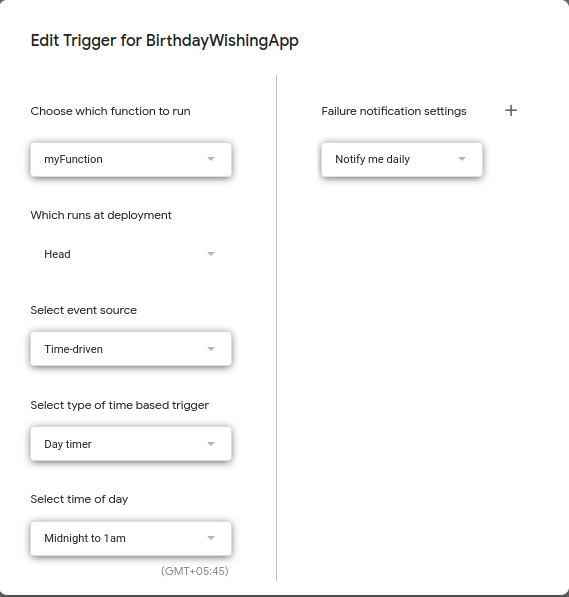 Edit Trigger for BirthdayWishingApp
Choose which function to run
myFunction
Which runs at deployment
Head
Select event source
Time-driven
Select type of time based trigger
Day timer
Select time of day
Midnight to 1am
(GMT+05:45)
Failure notification settings
Notify me daily